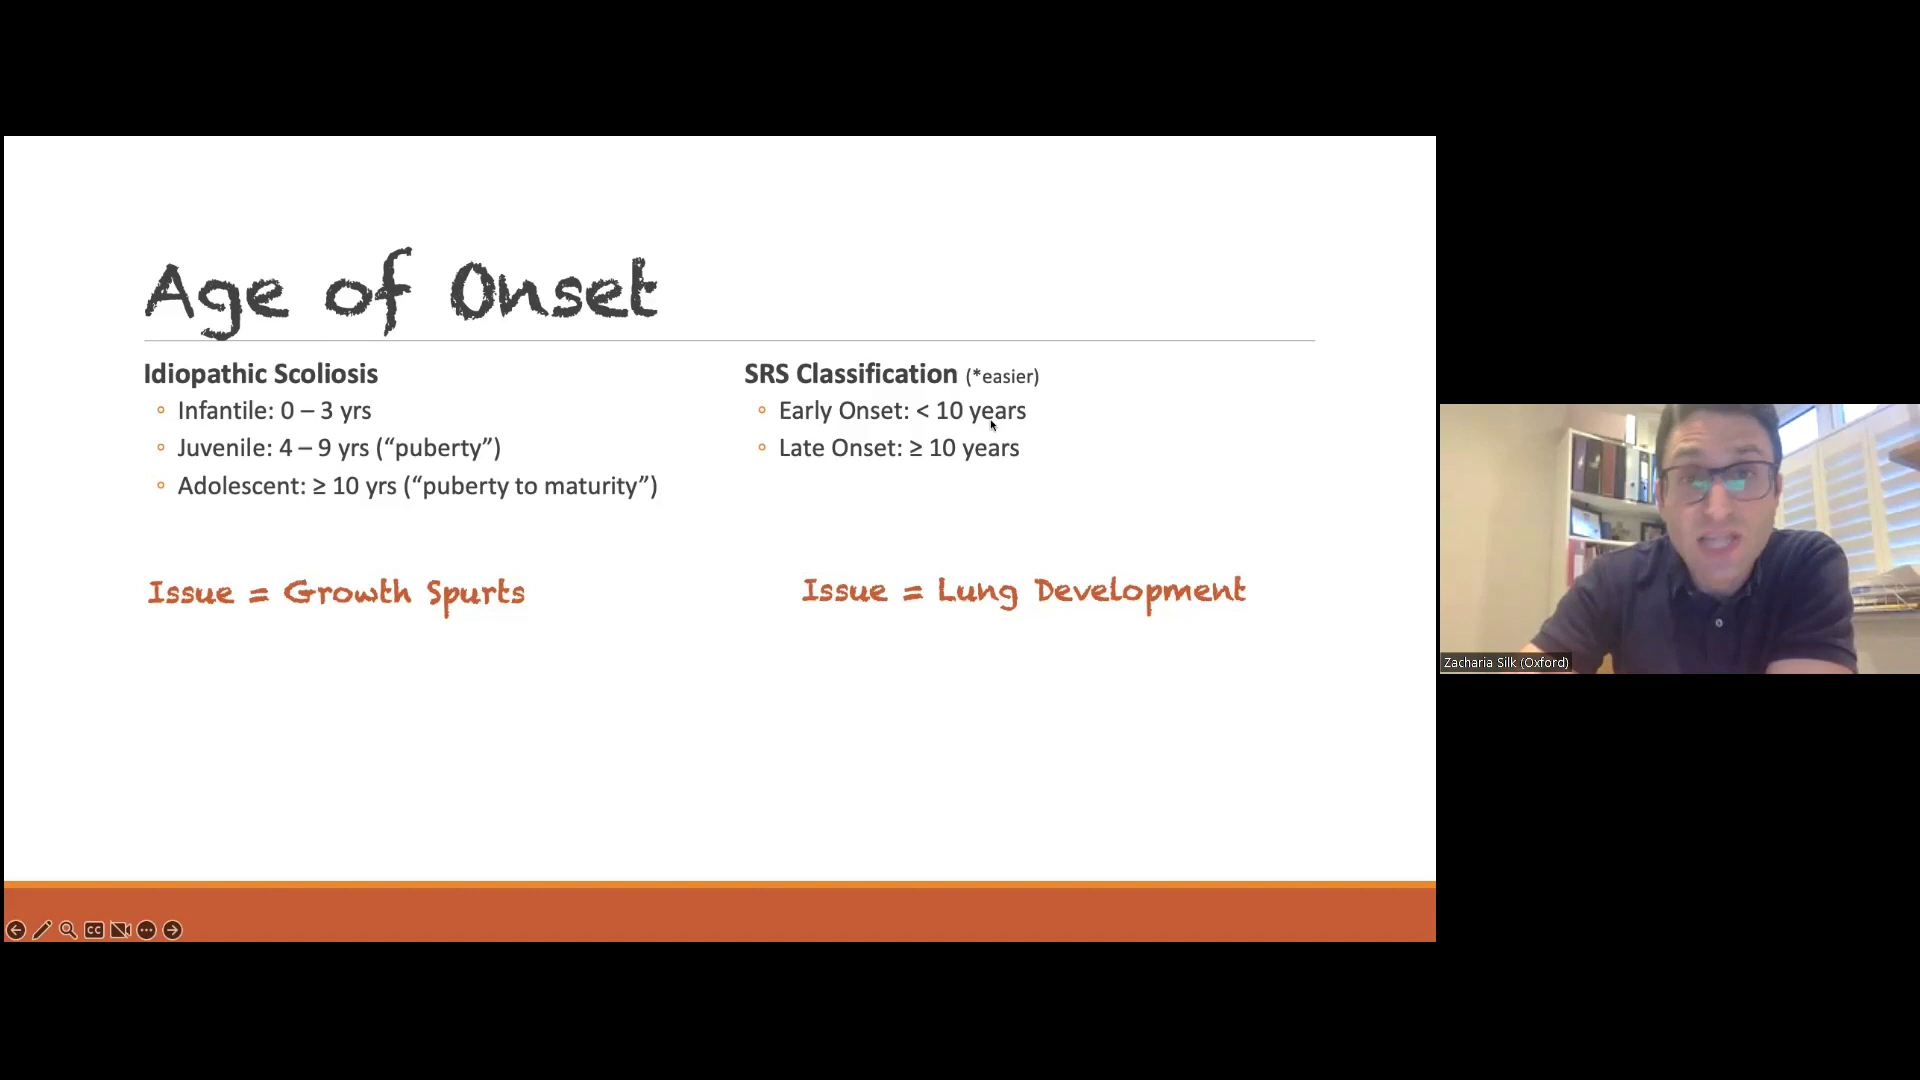 Age of Onset
Idiopathic Scoliosis
Infantile: 0 – 3 yrs
Juvenile: 4 – 9 yrs (“puberty”)
Adolescent: ≥ 10 yrs (“puberty to maturity”)
Issue = Growth Spurts
SRS Classification (*easier)
Early Onset: < 10 years
Late Onset: ≥ 10 years
Issue = Lung Development
CC
Zacharia Silk (Oxford)